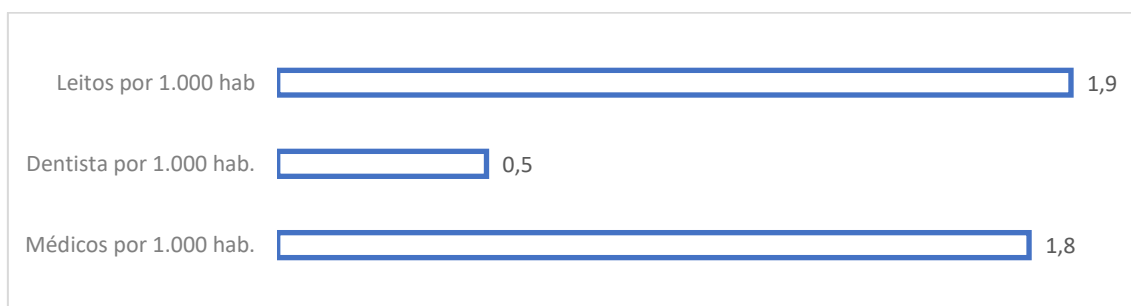 Leitos por 1.000 hab 1,9
Dentista por 1.000 hab. 0,5
Médicos por 1.000 hab. 1,8